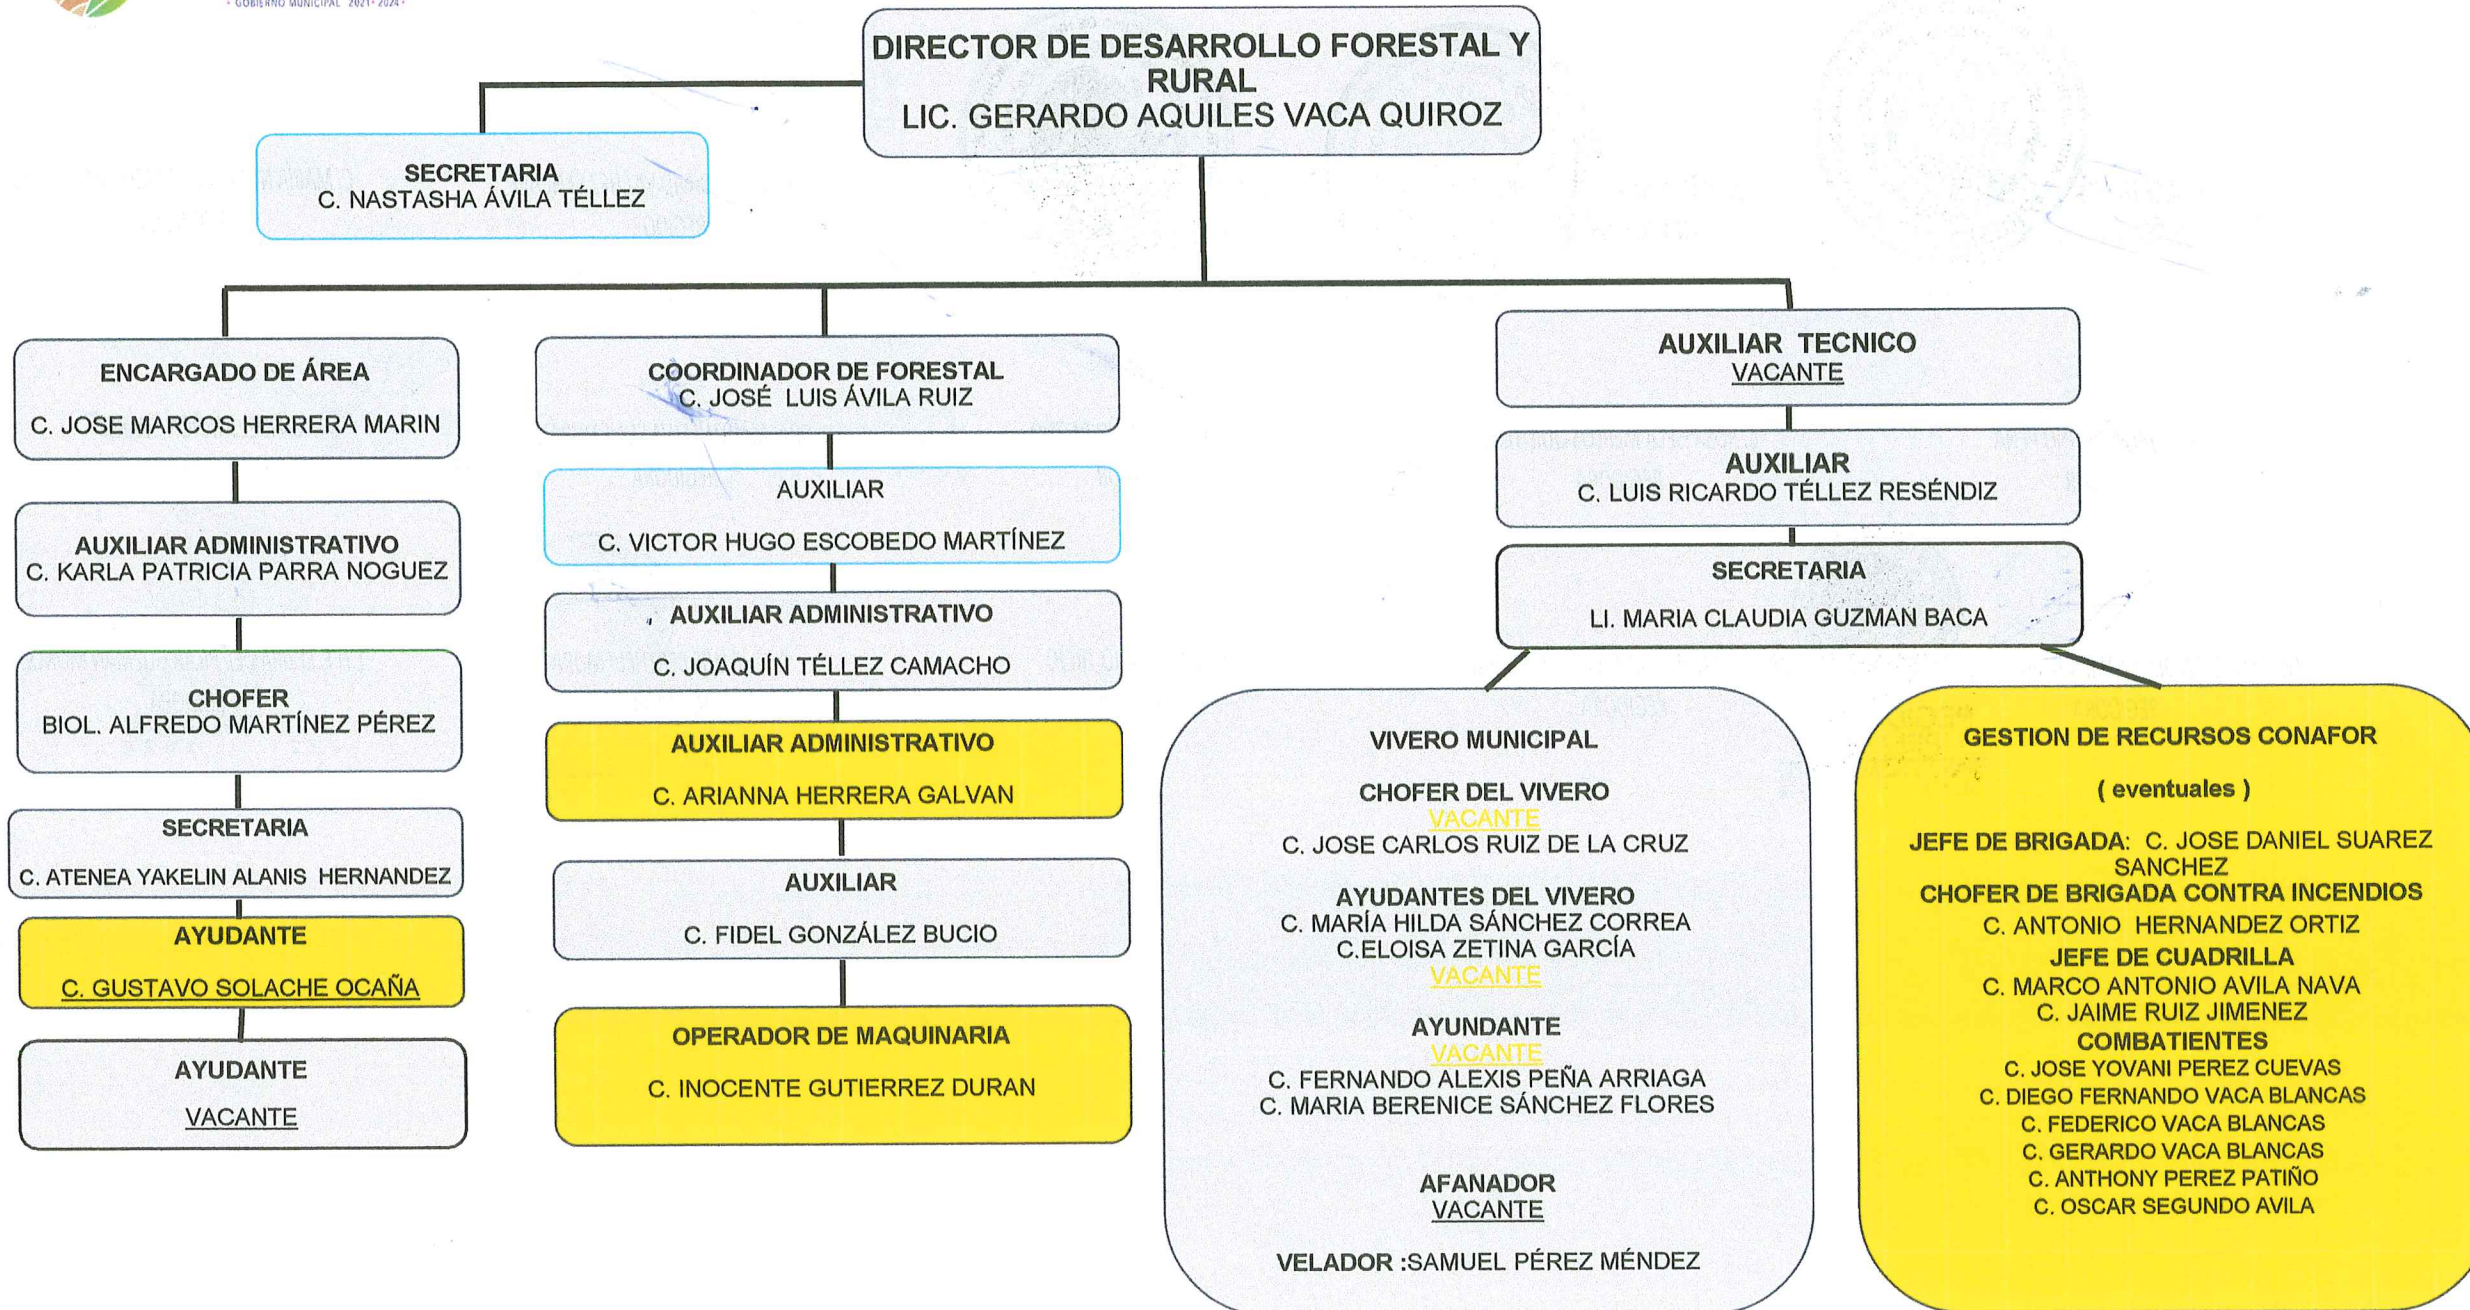 • GOBIERNO MUNICIPAL 2021-2024 •
DIRECTOR DE DESARROLLO FORESTAL Y
RURAL
LIC. GERARDO AQUILES VACA QUIROZ
SECRETARIA
C. NASTASHA ÁVILA TÉLLEZ
ENCARGADO DE ÁREA
C. JOSE MARCOS HERRERA MARIN
AUXILIAR ADMINISTRATIVO
C. KARLA PATRICIA PARRA NOGUEZ
CHOFER
BIOL. ALFREDO MARTÍNEZ PÉREZ
SECRETARIA
C. ATENEA YAKELIN ALANIS HERNANDEZ
AYUDANTE
C. GUSTAVO SOLACHE OCAÑA
AYUDANTE
VACANTE
COORDINADOR DE FORESTAL
C. JOSÉ LUIS ÁVILA RUIZ
AUXILIAR
C. VICTOR HUGO ESCOBEDO MARTÍNEZ
AUXILIAR ADMINISTRATIVO
C. JOAQUÍN TÉLLEZ CAMACHO
AUXILIAR ADMINISTRATIVO
C. ARIANNA HERRERA GALVAN
AUXILIAR
C. FIDEL GONZÁLEZ BUCIO
OPERADOR DE MAQUINARIA
C. INOCENTE GUTIERREZ DURAN
AUXILIAR TECNICO
VACANTE
AUXILIAR
C. LUIS RICARDO TÉLLEZ RESÉNDIZ
SECRETARIA
LI. MARIA CLAUDIA GUZMAN BACA
VIVERO MUNICIPAL
CHOFER DEL VIVERO
VACANTE
C. JOSE CARLOS RUIZ DE LA CRUZ
AYUDANTES DEL VIVERO
C. MARÍA HILDA SÁNCHEZ CORREA
C.ELOISA ZETINA GARCÍA
VACANTE
AYUNDANTE
VACANTE
C. FERNANDO ALEXIS PEÑA ARRIAGA
C. MARIA BERENICE SÁNCHEZ FLORES
AFANADOR
VACANTE
VELADOR :SAMUEL PÉREZ MÉNDEZ
GESTION DE RECURSOS CONAFOR
( eventuales )
JEFE DE BRIGADA: C. JOSE DANIEL SUAREZ
SANCHEZ
CHOFER DE BRIGADA CONTRA INCENDIOS
C. ANTONIO HERNANDEZ ORTIZ
JEFE DE CUADRILLA
C. MARCO ANTONIO AVILA NAVA
C. JAIME RUIZ JIMENEZ
COMBATIENTES
C. JOSE YOVANI PEREZ CUEVAS
C. DIEGO FERNANDO VACA BLANCAS
C. FEDERICO VACA BLANCAS
C. GERARDO VACA BLANCAS
C. ANTHONY PEREZ PATIÑO
C. OSCAR SEGUNDO AVILA